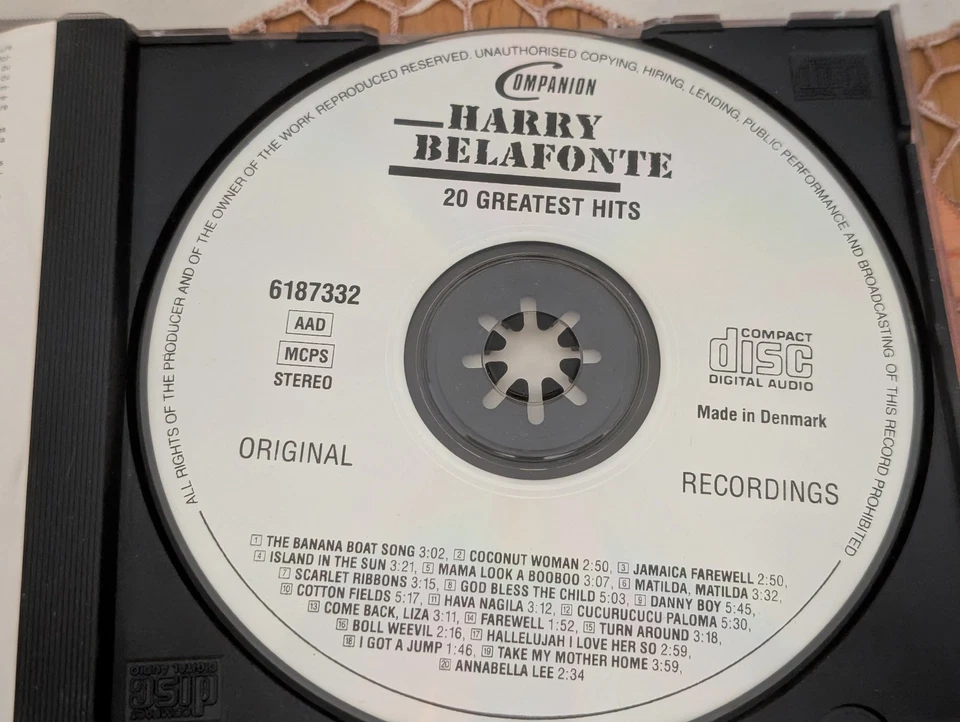 ALL RIGHTS OF THE PRODUCER AND OF THE OWNER OF THE WORK REPRODUCED RESERVED. UNAUTHORISED COPYING, HIRING, LENDING, PUBLIC PERFORMANCE AND BROADCASTING OF THIS RECORD PROHIBITED
COMPANION
HARRY
BELAFONTE
20 GREATEST HITS
6187332
AAD
MCPS
STEREO
COMPACT
disc
DIGITAL AUDIO
Made in Denmark
ORIGINAL
RECORDINGS
1 THE BANANA BOAT SONG 3:02, 2 COCONUT WOMAN 2:50, 3 JAMAICA FAREWELL 2:50,
4 ISLAND IN THE SUN 3:21, 5 MAMA LOOK A BOOBOO 3:07, 6 MATILDA, MATILDA 3:32,
7 SCARLET RIBBONS 3:15, 8 GOD BLESS THE CHILD 5:03, 9 DANNY BOY 5:45,
10 COTTON FIELDS 5:17, 11 HAVA NAGILA 3:12, 12 CUCURUCUCU PALOMA 5:30,
13 COME BACK, LIZA 3:11, 14 FAREWELL 1:52, 15 TURN AROUND 3:18,
16 BOLL WEEVIL 2:16, 17 HALLELUJAH I LOVE HER SO 2:59,
18 I GOT A JUMP 1:46, 19 TAKE MY MOTHER HOME 3:59,
20 ANNABELLA LEE 2:34
COMPACT
disc
DIGITAL AUDIO